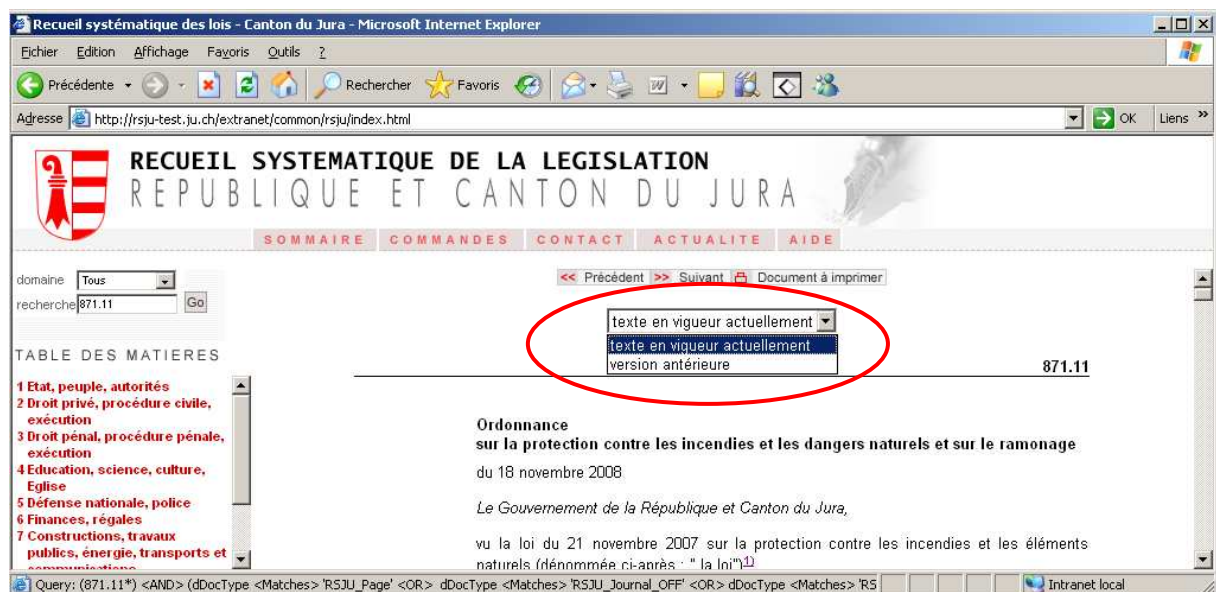 Recueil systématique des lois - Canton du Jura - Microsoft Internet Explorer
Fichier Edition Affichage Favoris Outils ?
Précédente Rechercher Favoris
Adresse http://rsju-test.ju.ch/extranet/common/rsju/index.html OK Liens »
RECUEIL SYSTEMATIQUE DE LA LEGISLATION
REPUBLIQUE ET CANTON DU JURA
SOMMAIRE COMMANDES CONTACT ACTUALITE AIDE
domaine Tous
recherche 871.11 Go
TABLE DES MATIERES
1 Etat, peuple, autorités
2 Droit privé, procédure civile,
exécution
3 Droit pénal, procédure pénale,
exécution
4 Education, science, culture,
Eglise
5 Défense nationale, police
6 Finances, régales
7 Constructions, travaux
publics, énergie, transports et
communications
<< Précédent >> Suivant Document à imprimer
texte en vigueur actuellement
texte en vigueur actuellement
version antérieure
871.11
Ordonnance
sur la protection contre les incendies et les dangers naturels et sur le ramonage
du 18 novembre 2008
Le Gouvernement de la République et Canton du Jura,
vu la loi du 21 novembre 2007 sur la protection contre les incendies et les éléments
naturels (dénommée ci-après : " la loi")1)
Query: (871.11*) <AND> (dDocType <Matches> 'RSJU_Page' <OR> dDocType <Matches> 'RSJU_Journal_OFF' <OR> dDocType <Matches> 'RS
Intranet local